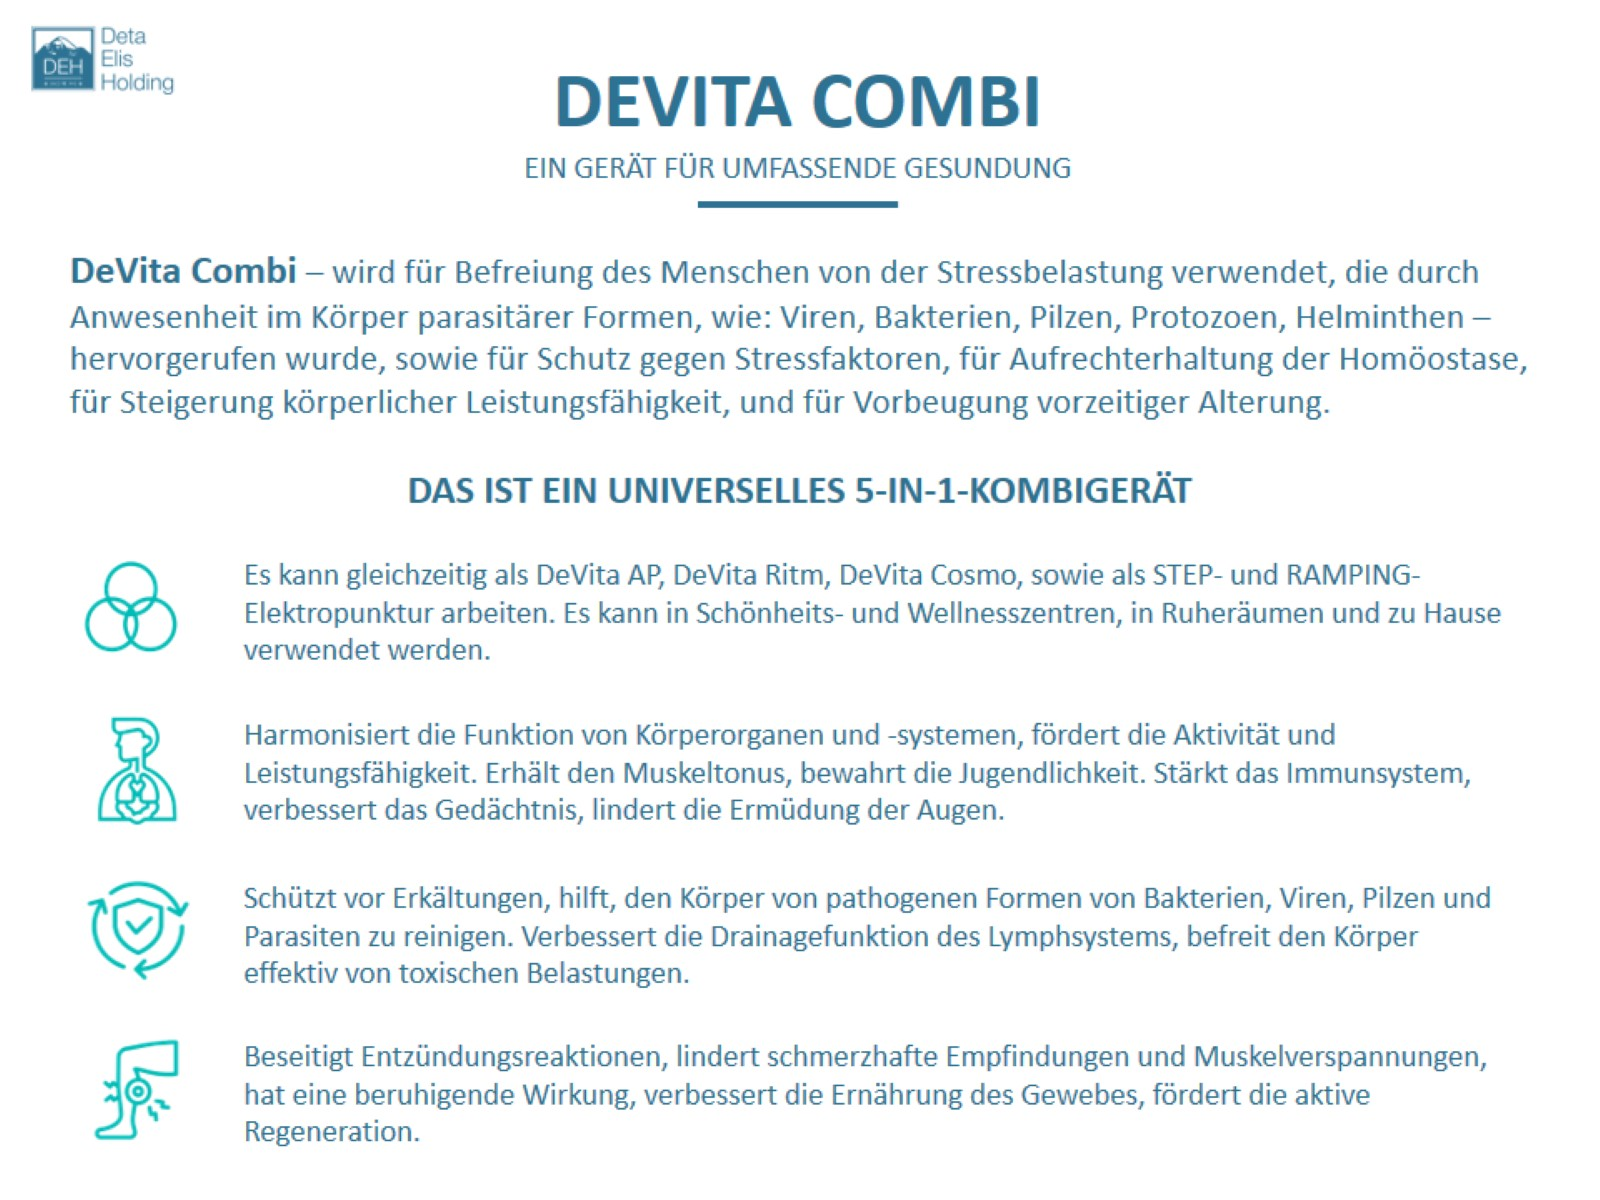 Deta
Elis
Holding
DEH
DEVITA COMBI
EIN GERÄT FÜR UMFASSENDE GESUNDUNG
DeVita Combi – wird für Befreiung des Menschen von der Stressbelastung verwendet, die durch
Anwesenheit im Körper parasitärer Formen, wie: Viren, Bakterien, Pilzen, Protozoen, Helminthen –
hervorgerufen wurde, sowie für Schutz gegen Stressfaktoren, für Aufrechterhaltung der Homöostase,
für Steigerung körperlicher Leistungsfähigkeit, und für Vorbeugung vorzeitiger Alterung.
DAS IST EIN UNIVERSELLES 5-IN-1-KOMBIGERÄT
Es kann gleichzeitig als DeVita AP, DeVita Ritm, DeVita Cosmo, sowie als STEP- und RAMPING-
Elektropunktur arbeiten. Es kann in Schönheits- und Wellnesszentren, in Ruheräumen und zu Hause
verwendet werden.
Harmonisiert die Funktion von Körperorganen und -systemen, fördert die Aktivität und
Leistungsfähigkeit. Erhält den Muskeltonus, bewahrt die Jugendlichkeit. Stärkt das Immunsystem,
verbessert das Gedächtnis, lindert die Ermüdung der Augen.
Schützt vor Erkältungen, hilft, den Körper von pathogenen Formen von Bakterien, Viren, Pilzen und
Parasiten zu reinigen. Verbessert die Drainagefunktion des Lymphsystems, befreit den Körper
effektiv von toxischen Belastungen.
Beseitigt Entzündungsreaktionen, lindert schmerzhafte Empfindungen und Muskelverspannungen,
hat eine beruhigende Wirkung, verbessert die Ernährung des Gewebes, fördert die aktive
Regeneration.